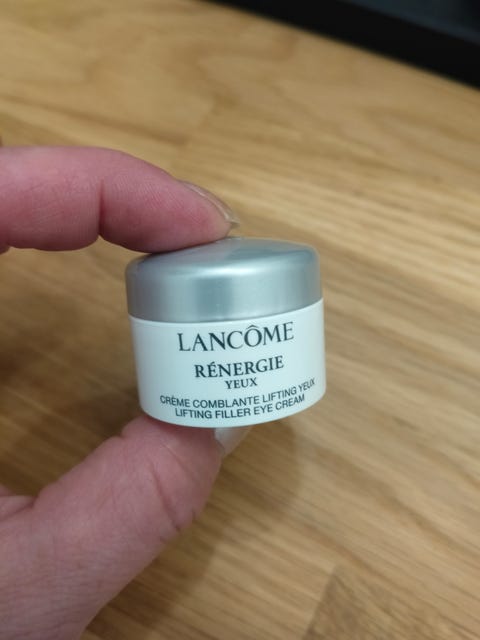 LANCÔME
RÉNERGIE
YEUX
CRÈME COMBLANTE LIFTING YEUX
LIFTING FILLER EYE CREAM